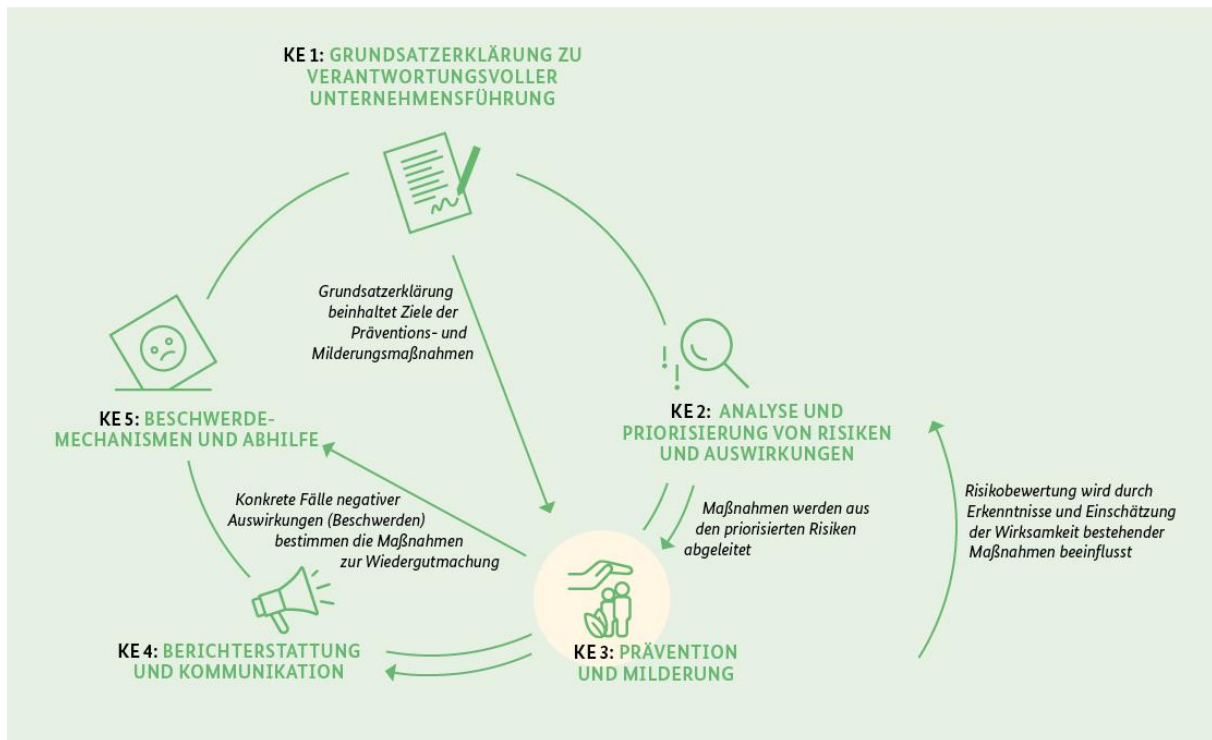 KE 1: GRUNDSATZERKLÄRUNG ZU
VERANTWORTUNGSVOLLER
UNTERNEHMENSFÜHRUNG
Grundsatzerklärung
beinhaltet Ziele der
Präventions- und
Milderungsmaßnahmen
KE 2: ANALYSE UND
PRIORISIERUNG VON RISIKEN
UND AUSWIRKUNGEN
KE 5: BESCHWERDE-
MECHANISMEN UND ABHILFE
Konkrete Fälle negativer
Auswirkungen (Beschwerden)
bestimmen die Maßnahmen
zur Wiedergutmachung
Maßnahmen werden aus
den priorisierten Risiken
abgeleitet
Risikobewertung wird durch
Erkenntnisse und Einschätzung
der Wirksamkeit bestehender
Maßnahmen beeinflusst
KE 4: BERICHTERSTATTUNG
UND KOMMUNIKATION
KE 3: PRÄVENTION
UND MILDERUNG